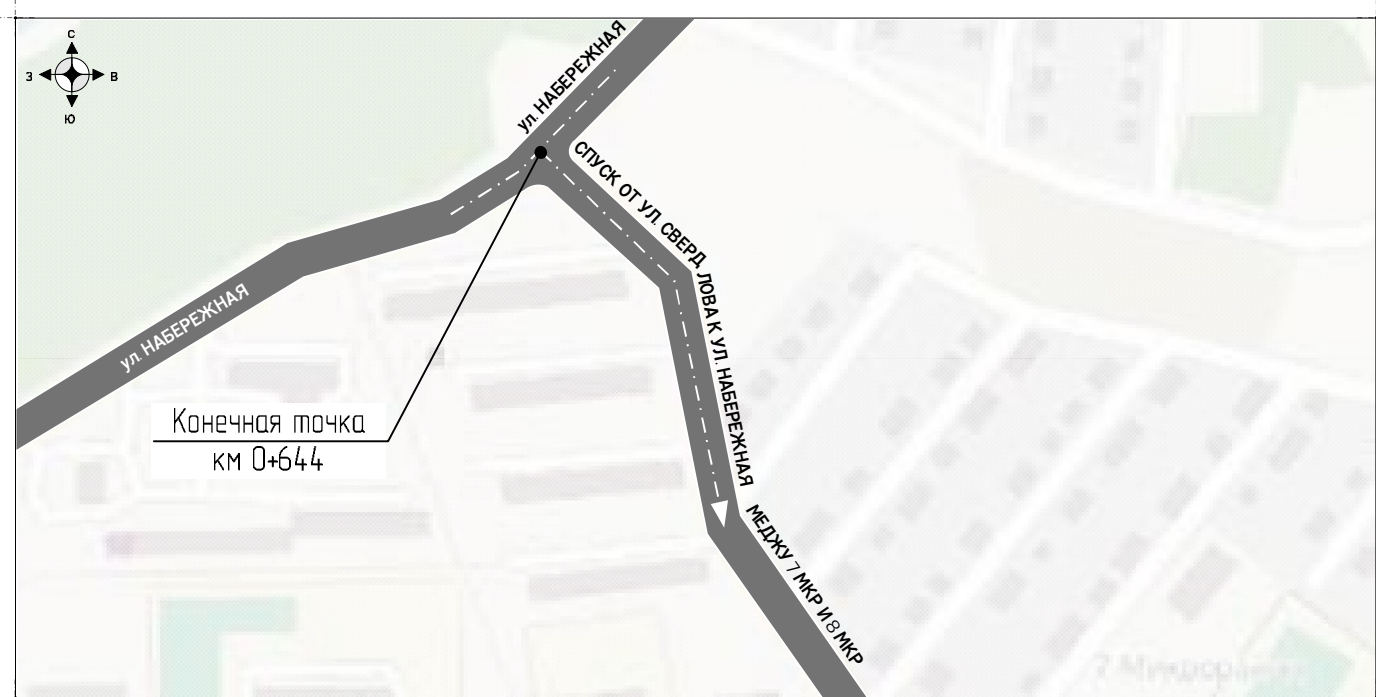 С
З В
Ю
ул. НАБЕРЕЖНАЯ
СПУСК ОТ УЛ. СВЕРД ЛОВА К УЛ. НАБЕРЕЖНАЯ МЕДЖУ 7 МКР И 8 МКР
ул. НАБЕРЕЖНАЯ
Конечная точка
км 0+644